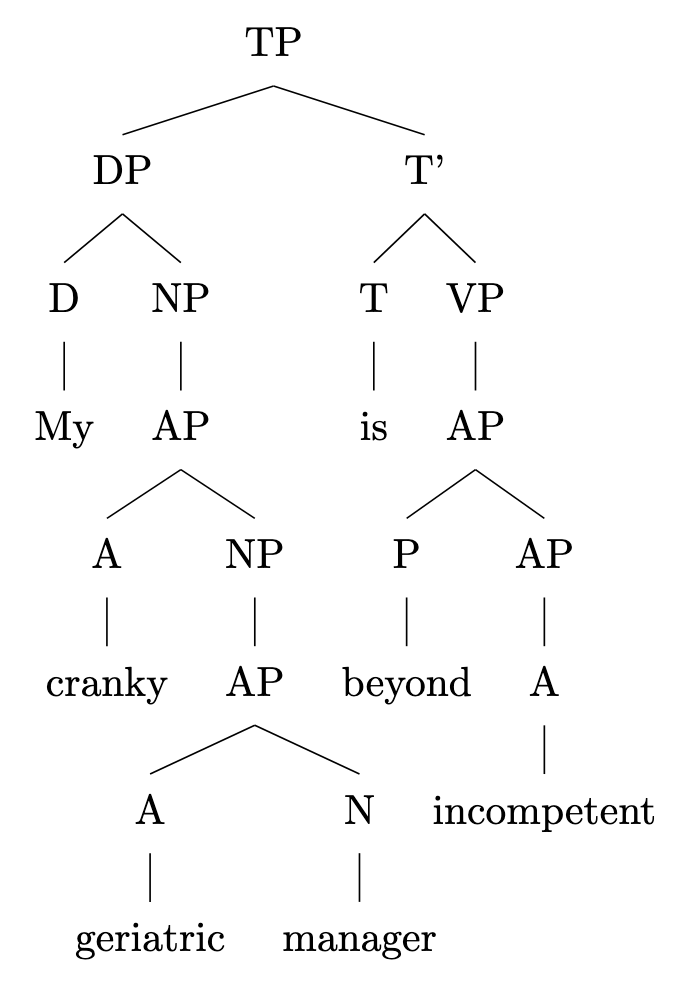 TP
DP T’
D NP T VP
My AP is AP
A NP P AP
cranky AP beyond A
A N incompetent
geriatric manager